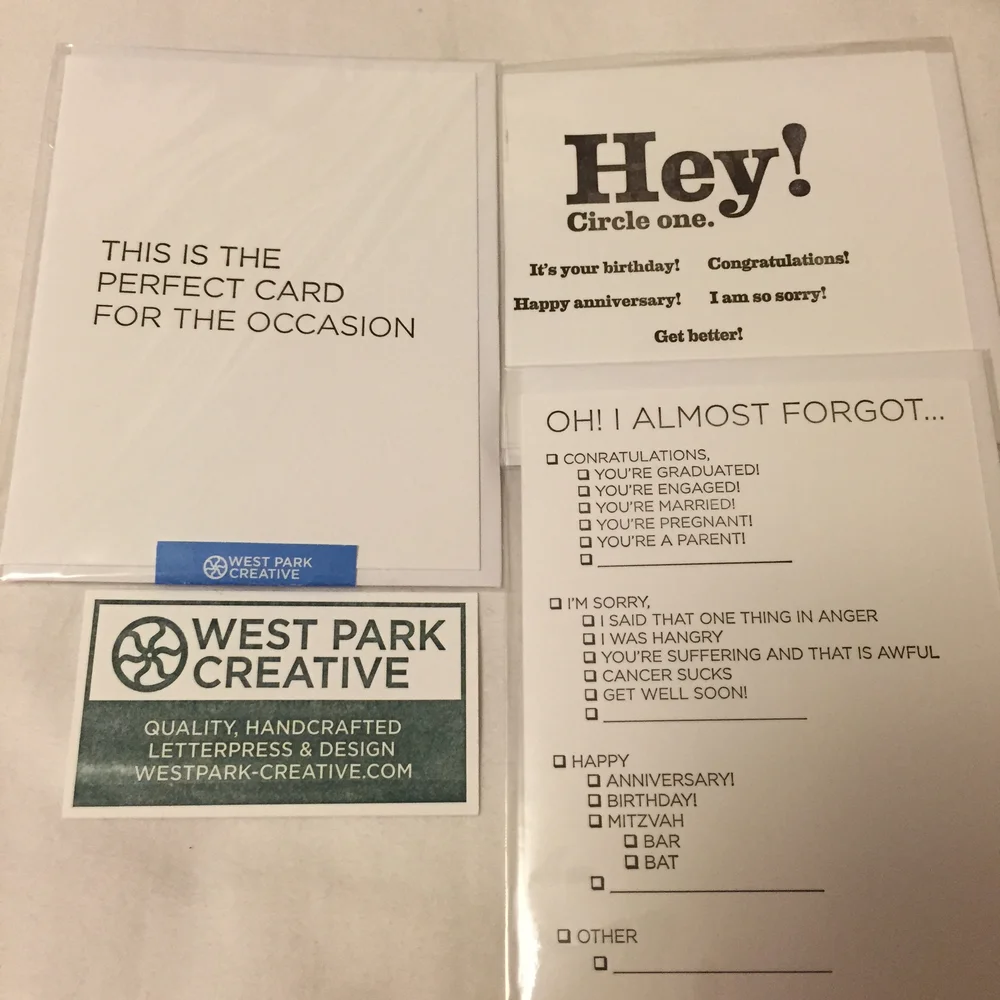 THIS IS THE
PERFECT CARD
FOR THE OCCASION
WEST PARK
CREATIVE
WEST PARK
CREATIVE
QUALITY, HANDCRAFTED
LETTERPRESS & DESIGN
WESTPARK-CREATIVE.COM
Hey!
Circle one.
It's your birthday! Congratulations!
Happy anniversary! I am so sorry!
Get better!
OH! I ALMOST FORGOT...
CONRATULATIONS,
YOU'RE GRADUATED!
YOU'RE ENGAGED!
YOU'RE MARRIED!
YOU'RE PREGNANT!
YOU'RE A PARENT!
I'M SORRY,
I SAID THAT ONE THING IN ANGER
I WAS HANGRY
YOU'RE SUFFERING AND THAT IS AWFUL
CANCER SUCKS
GET WELL SOON!
HAPPY
ANNIVERSARY!
BIRTHDAY!
MITZVAH
BAR
BAT
OTHER